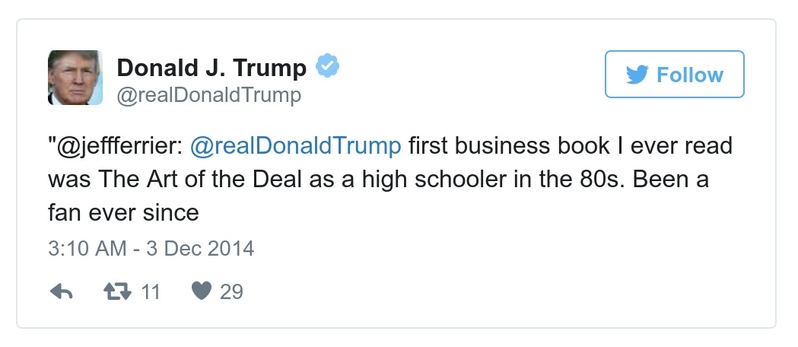 Donald J. Trump
@realDonaldTrump
Follow
"@jeffferrier: @realDonaldTrump first business book I ever read
was The Art of the Deal as a high schooler in the 80s. Been a
fan ever since
3:10 AM - 3 Dec 2014
11 29